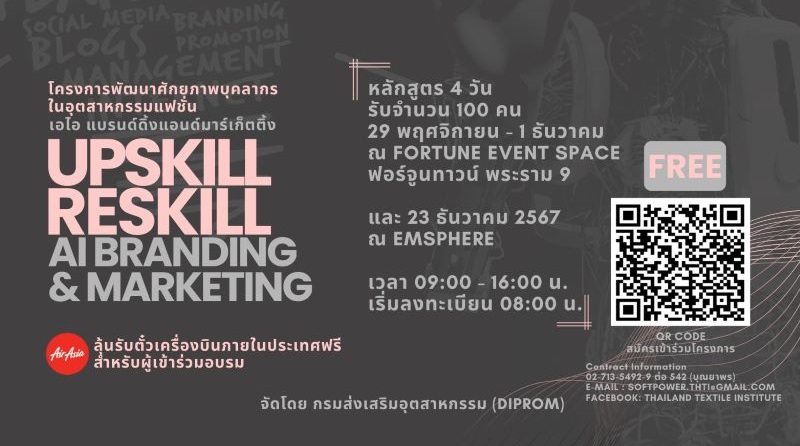 SOCIAL MEDIA
BRANDING
BLOGS
PROMOTION
MANAGEMENT
โครงการพัฒนาศักยภาพบุคลากร
ในอุตสาหกรรมแฟชั่น
เอไอ แบรนด์ดิ้งแอนด์มาร์เก็ตติ้ง
UPSKILL
RESKILL
AI BRANDING
& MARKETING
AirAsia
ลุ้นรับตั๋วเครื่องบินภายในประเทศฟรี
สำหรับผู้เข้าร่วมอบรม
หลักสูตร 4 วัน
รับจำนวน 100 คน
29 พฤศจิกายน - 1 ธันวาคม
ณ FORTUNE EVENT SPACE
ฟอร์จูนทาวน์ พระราม 9
และ 23 ธันวาคม 2567
ณ EMSPHERE
เวลา 09:00 - 16:00 น.
เริ่มลงทะเบียน 08:00 น.
FREE
QR CODE
สมัครเข้าร่วมโครงการ
Contract Information
02-713-5492-9 ต่อ 542 (บุณยาพร)
E-MAIL : SOFTPOWER.THTI@GMAIL.COM
FACEBOOK: THAILAND TEXTILE INSTITUTE
จัดโดย กรมส่งเสริมอุตสาหกรรม (DIPROM)